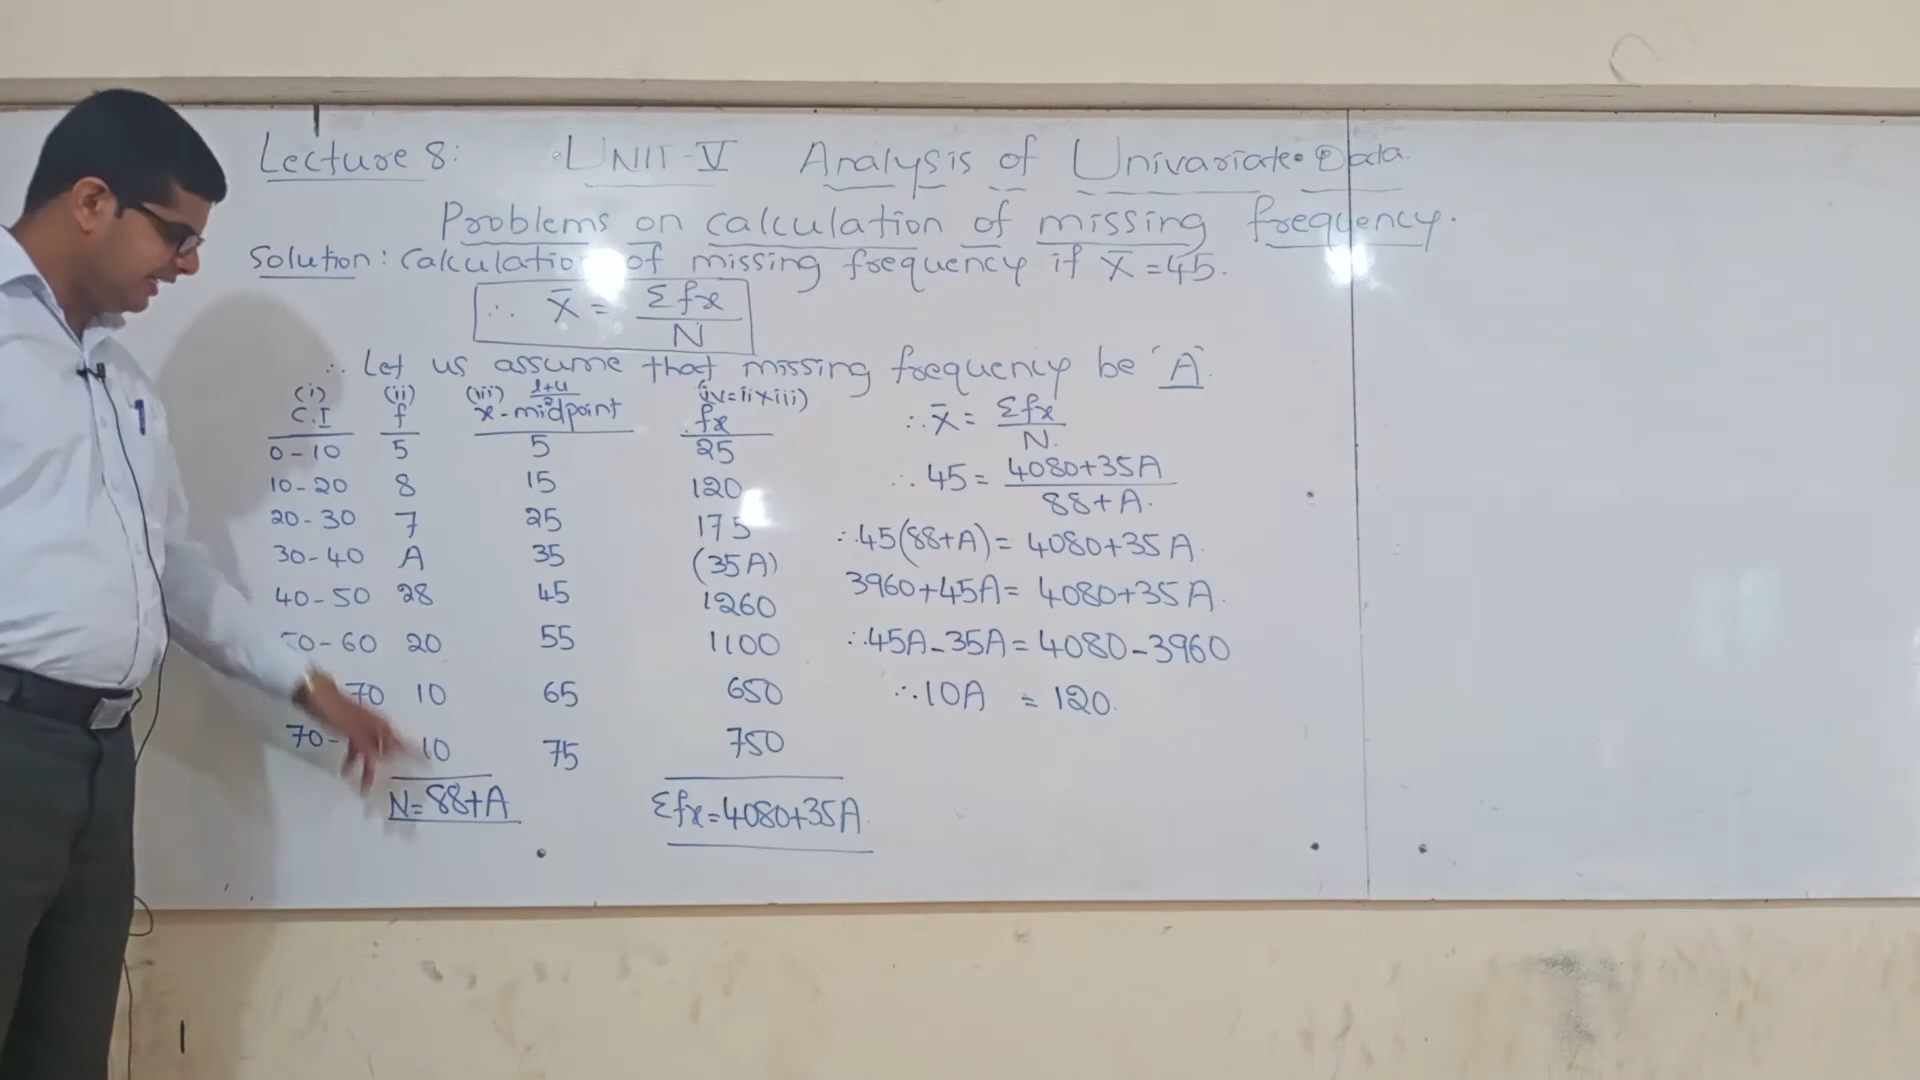 Lecture 8: UNIT-V Analysis of Univariate Data.
Problems on calculation of missing frequency.
Solution: Calculation of missing frequency if X̄ = 45.
∴ X̄ = Σfx / N
∴ Let us assume that missing frequency be 'A'.
(i) (ii) (iii) l+u/2 (iv=ii×iii)
C.I f x-midpoint fx
0-10 5 5 25
10-20 8 15 120
20-30 7 25 175
30-40 A 35 (35A)
40-50 28 45 1260
0-60 20 55 1100
70 10 65 650
70- 10 75 750
N=88+A Σfx=4080+35A.
∴ x̄ = Σfx / N.
∴ 45 = 4080+35A / 88+A.
∴ 45(88+A) = 4080+35A.
3960+45A = 4080+35A.
∴ 45A-35A = 4080-3960
∴ 10A = 120.